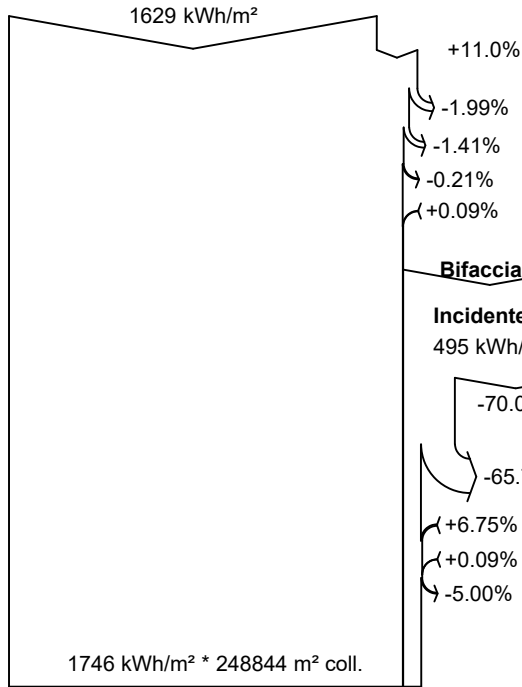 1629 kWh/m²
+11.0%
-1.99%
-1.41%
-0.21%
+0.09%
Bifaccia
Incidente
495 kWh/
-70.0
-65.
+6.75%
+0.09%
-5.00%
1746 kWh/m² * 248844 m² coll.